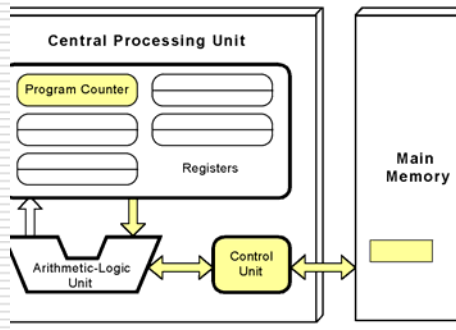 Central Processing Unit
Program Counter
Registers
Main
Memory
Arithmetic-Logic
Unit
Control
Unit